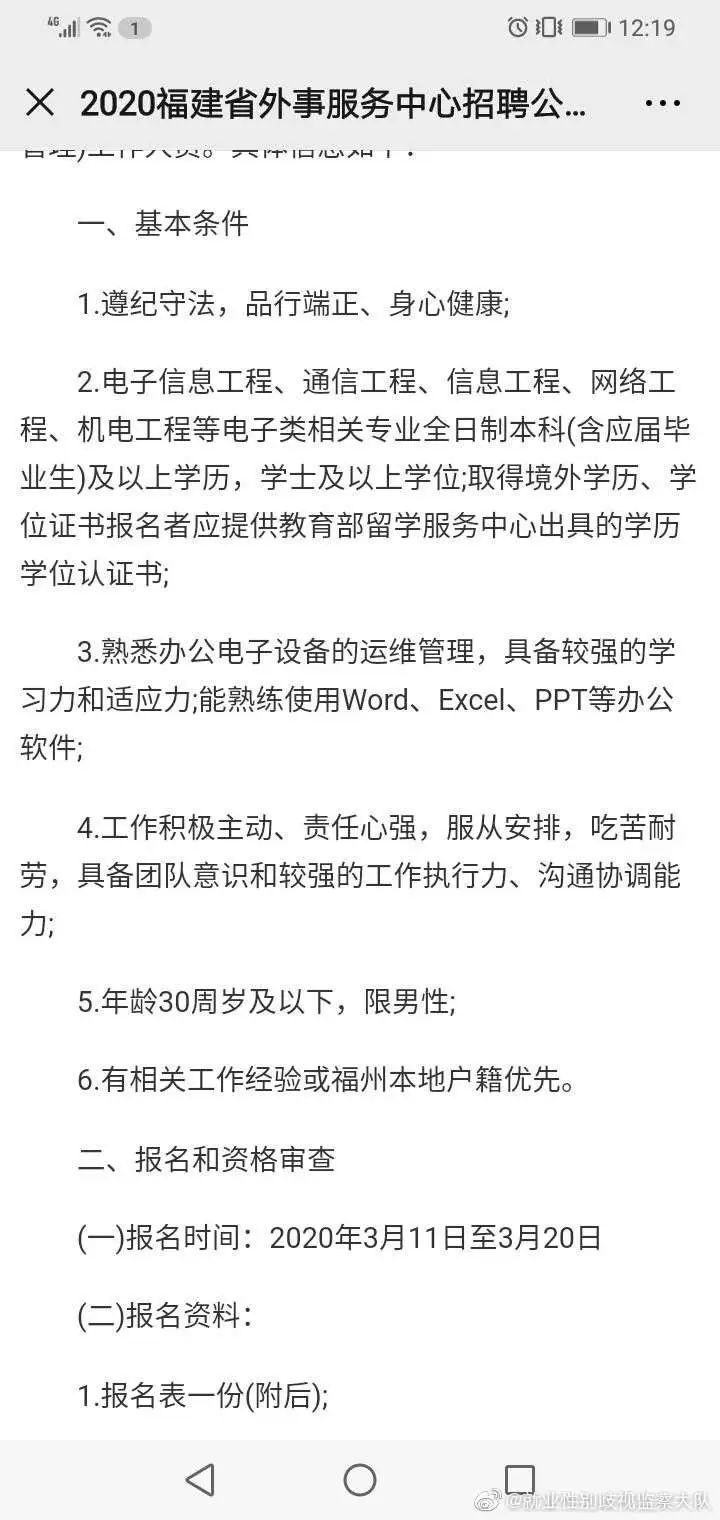 4G
1
12:19
2020福建省外事服务中心招聘公...
管理)工作人员。具体信息如下：
一、基本条件
1.遵纪守法，品行端正、身心健康;
2.电子信息工程、通信工程、信息工程、网络工
程、机电工程等电子类相关专业全日制本科(含应届毕
业生)及以上学历，学士及以上学位;取得境外学历、学
位证书报名者应提供教育部留学服务中心出具的学历
学位认证书;
3.熟悉办公电子设备的运维管理，具备较强的学
习力和适应力;能熟练使用Word、Excel、PPT等办公
软件;
4.工作积极主动、责任心强，服从安排，吃苦耐
劳，具备团队意识和较强的工作执行力、沟通协调能
力;
5.年龄30周岁及以下，限男性;
6.有相关工作经验或福州本地户籍优先。
二、报名和资格审查
(一)报名时间：2020年3月11日至3月20日
(二)报名资料：
1.报名表一份(附后);
@就业性别歧视监察大队